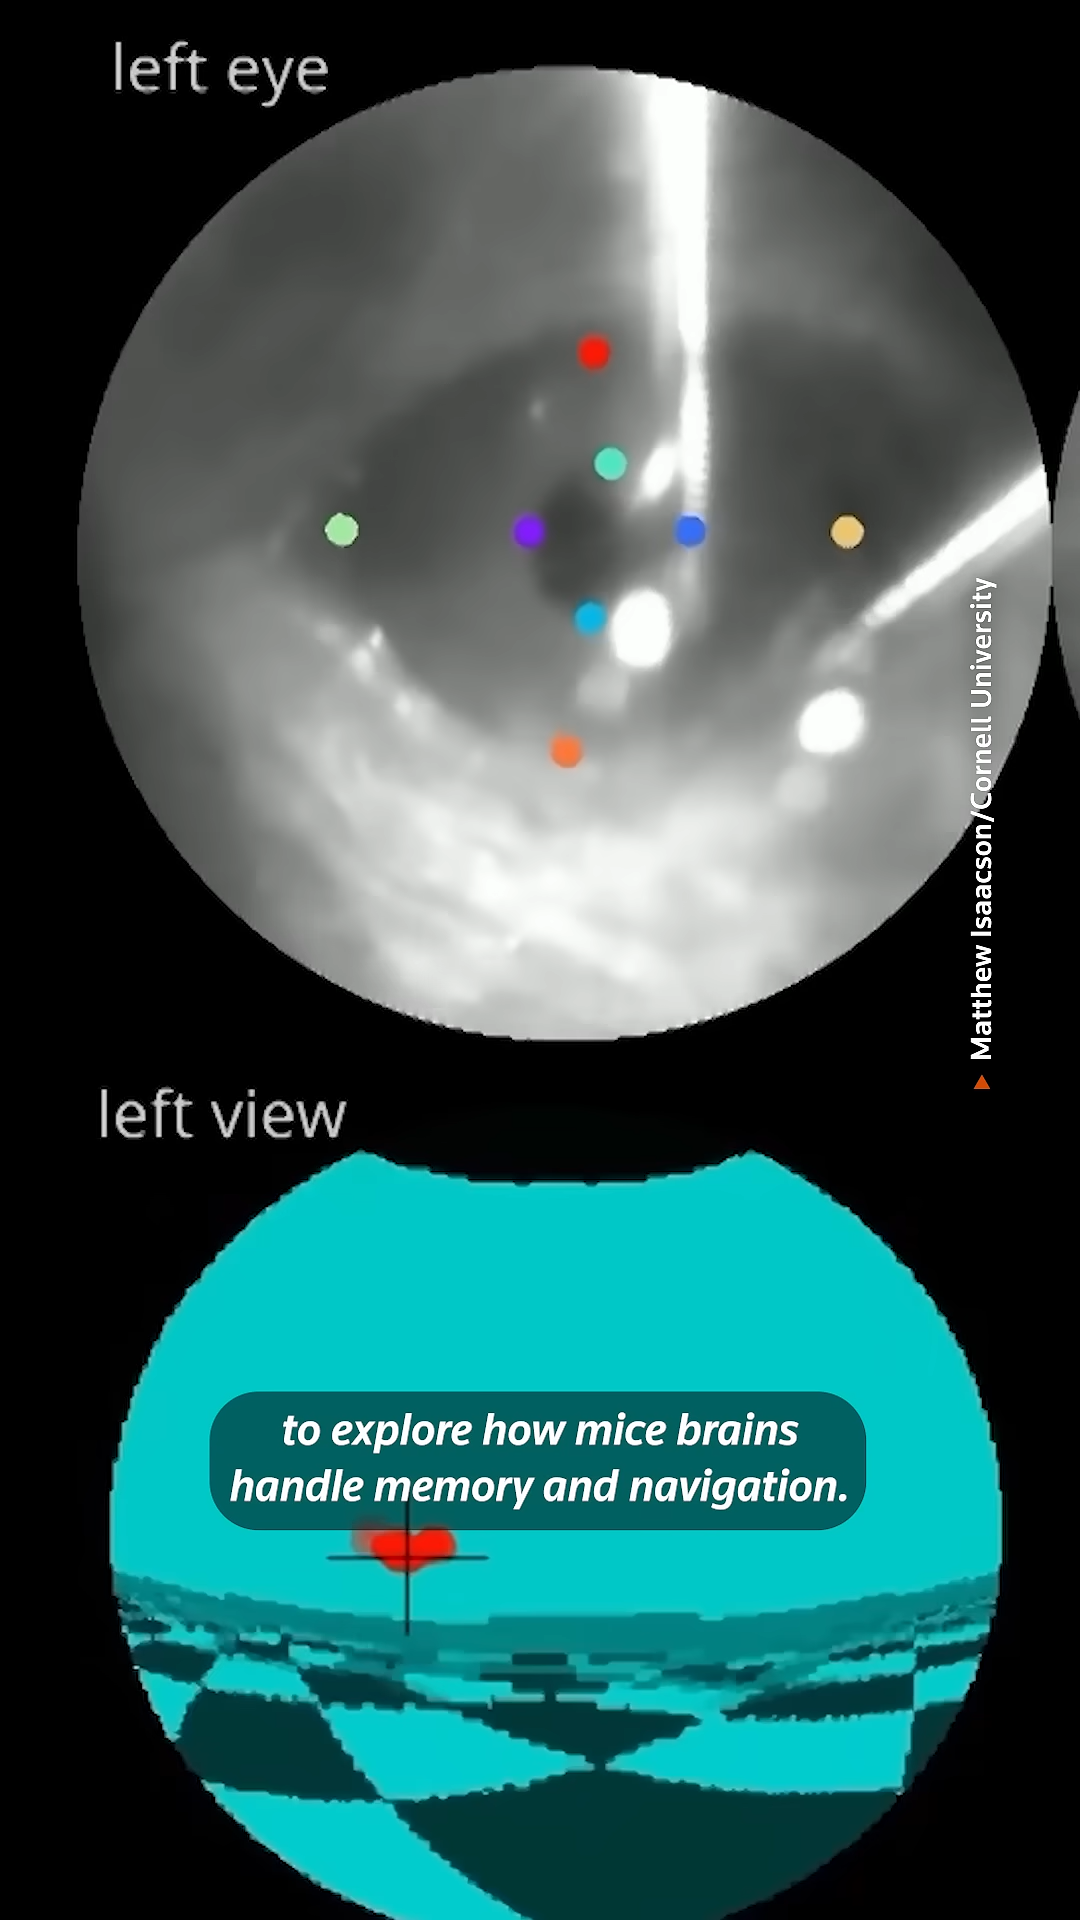 left eye
Matthew Isaacson/Cornell University
left view
to explore how mice brains
handle memory and navigation.